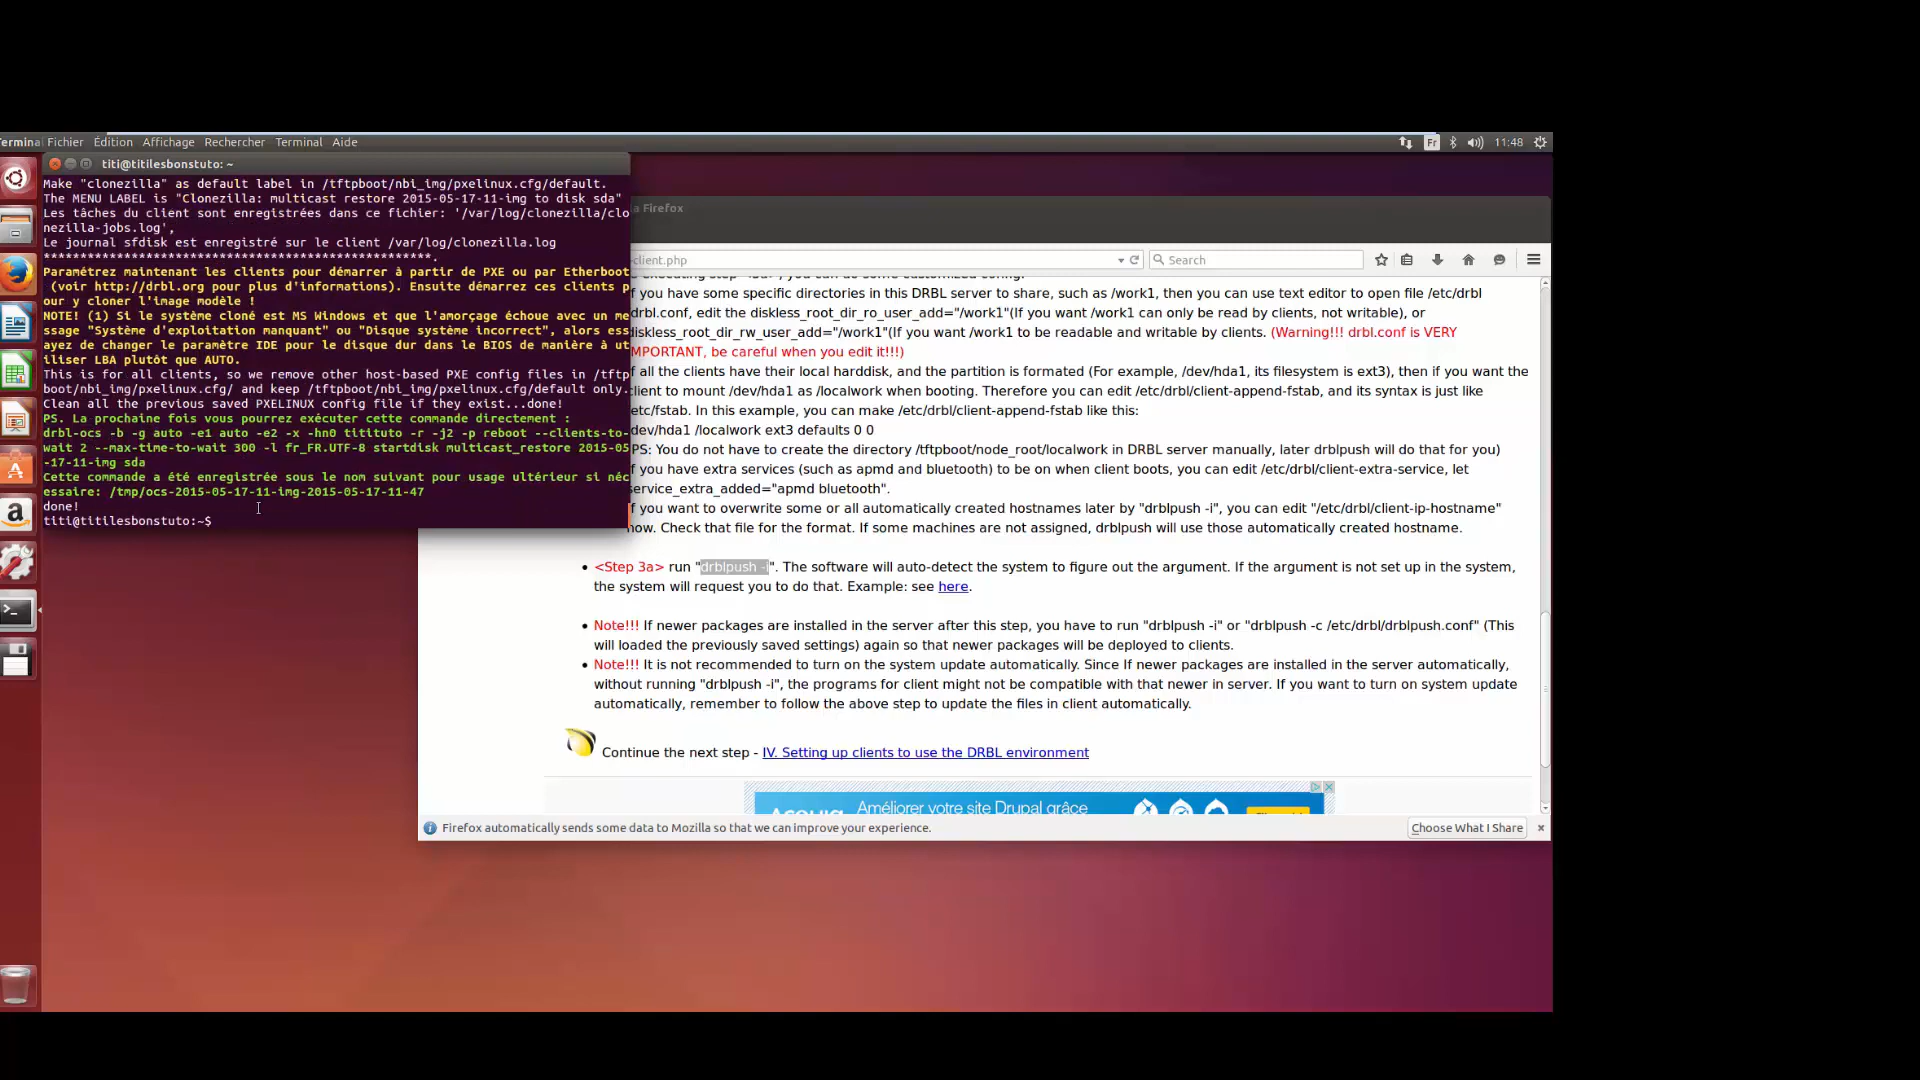 Terminal Fichier Édition Affichage Rechercher Terminal Aide
Fr 11:48
titi@titilesbonstuto: ~
Make "clonezilla" as default label in /tftpboot/nbi_img/pxelinux.cfg/default.
The MENU LABEL is "Clonezilla: multicast restore 2015-05-17-11-img to disk sda"
Les tâches du client sont enregistrées dans ce fichier: '/var/log/clonezilla/clo
nezilla-jobs.log',
Le journal sfdisk est enregistré sur le client /var/log/clonezilla.log
*****************************************************.
Paramétrez maintenant les clients pour démarrer à partir de PXE ou par Etherboot
(voir http://drbl.org pour plus d'informations). Ensuite démarrez ces clients p
our y cloner l'image modèle !
NOTE! (1) Si le système cloné est MS Windows et que l'amorçage échoue avec un me
ssage "Système d'exploitation manquant" ou "Disque système incorrect", alors ess
ayez de changer le paramètre IDE pour le disque dur dans le BIOS de manière à ut
iliser LBA plutôt que AUTO.
This is for all clients, so we remove other host-based PXE config files in /tftp
boot/nbi_img/pxelinux.cfg/ and keep /tftpboot/nbi_img/pxelinux.cfg/default only.
Clean all the previous saved PXELINUX config file if they exist...done!
PS. La prochaine fois vous pourrez exécuter cette commande directement :
drbl-ocs -b -g auto -e1 auto -e2 -x -hn0 titituto -r -j2 -p reboot --clients-to-
wait 2 --max-time-to-wait 300 -l fr_FR.UTF-8 startdisk multicast_restore 2015-05
-17-11-img sda
Cette commande a été enregistrée sous le nom suivant pour usage ultérieur si néc
essaire: /tmp/ocs-2015-05-17-11-img-2015-05-17-11-47
done!
titi@titilesbonstuto:~$
a Firefox
client.php
Search
f you have some specific directories in this DRBL server to share, such as /work1, then you can use text editor to open file /etc/drbl
drbl.conf, edit the diskless_root_dir_ro_user_add="/work1"(If you want /work1 can only be read by clients, not writable), or
diskless_root_dir_rw_user_add="/work1"(If you want /work1 to be readable and writable by clients. (Warning!!! drbl.conf is VERY
IMPORTANT, be careful when you edit it!!!)
f all the clients have their local harddisk, and the partition is formatted (For example, /dev/hda1, its filesystem is ext3), then if you want the
client to mount /dev/hda1 as /localwork when booting. Therefore you can edit /etc/drbl/client-append-fstab, and its syntax is just like
etc/fstab. In this example, you can make /etc/drbl/client-append-fstab like this:
dev/hda1 /localwork ext3 defaults 0 0
PS: You do not have to create the directory /tftpboot/node_root/localwork in DRBL server manually, later drblpush will do that for you)
f you have extra services (such as apmd and bluetooth) to be on when client boots, you can edit /etc/drbl/client-extra-service, let
service_extra_added="apmd bluetooth".
f you want to overwrite some or all automatically created hostnames later by "drblpush -i", you can edit "/etc/drbl/client-ip-hostname"
now. Check that file for the format. If some machines are not assigned, drblpush will use those automatically created hostname.
• <Step 3a> run "drblpush -i". The software will auto-detect the system to figure out the argument. If the argument is not set up in the system,
the system will request you to do that. Example: see here.
• Note!!! If newer packages are installed in the server after this step, you have to run "drblpush -i" or "drblpush -c /etc/drbl/drblpush.conf" (This
will loaded the previously saved settings) again so that newer packages will be deployed to clients.
• Note!!! It is not recommended to turn on the system update automatically. Since If newer packages are installed in the server automatically,
without running "drblpush -i", the programs for client might not be compatible with that newer in server. If you want to turn on system update
automatically, remember to follow the above step to update the files in client automatically.
Continue the next step - IV. Setting up clients to use the DRBL environment
Améliorer votre site Drupal grâce
Firefox automatically sends some data to Mozilla so that we can improve your experience.
Choose What I Share